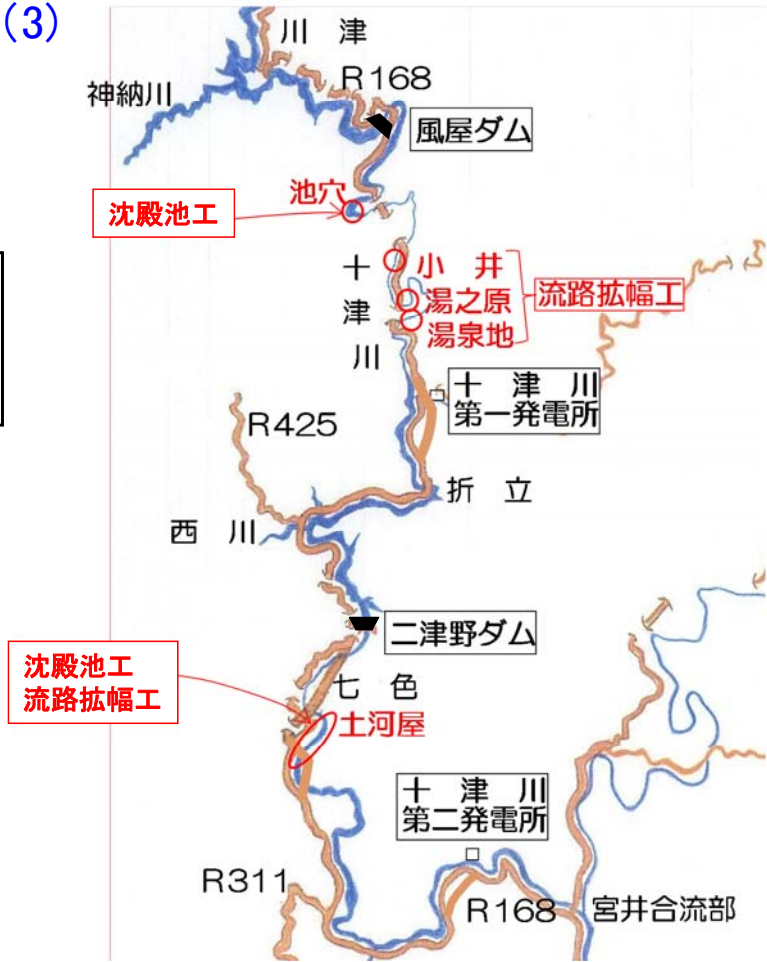 (3)
川 津
R168
神納川
風屋ダム
池穴
沈殿池工
十津川
小 井
湯之原
湯泉地
流路拡幅工
十 津 川
第一発電所
R425
折 立
西 川
二津野ダム
沈殿池工
流路拡幅工
七 色
土河屋
十 津 川
第二発電所
R311
R168
宮井合流部